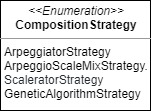 <<Enumeration>>
CompositionStrategy
ArpeggiatorStrategy
ArpeggioScaleMixStrategy.
ScaleratorStrategy
GeneticAlgorithmStrategy